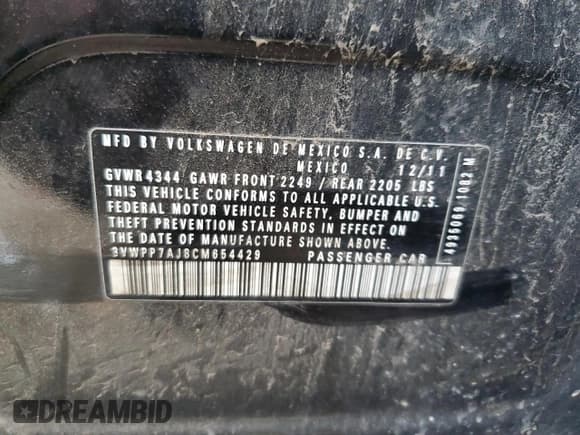 MFD BY VOLKSWAGEN DE MEXICO S.A. DE C.V.
MEXICO 12/11
GVWR 4344 GAWR FRONT 2249 / REAR 2205 LBS
THIS VEHICLE CONFORMS TO ALL APPLICABLE U.S.
FEDERAL MOTOR VEHICLE SAFETY, BUMPER AND
THEFT PREVENTION STANDARDS IN EFFECT ON
THE DATE OF MANUFACTURE SHOWN ABOVE.
3VWPP7AJ8CM654429 PASSENGER CAR
4936069 1082 M
DREAMBID